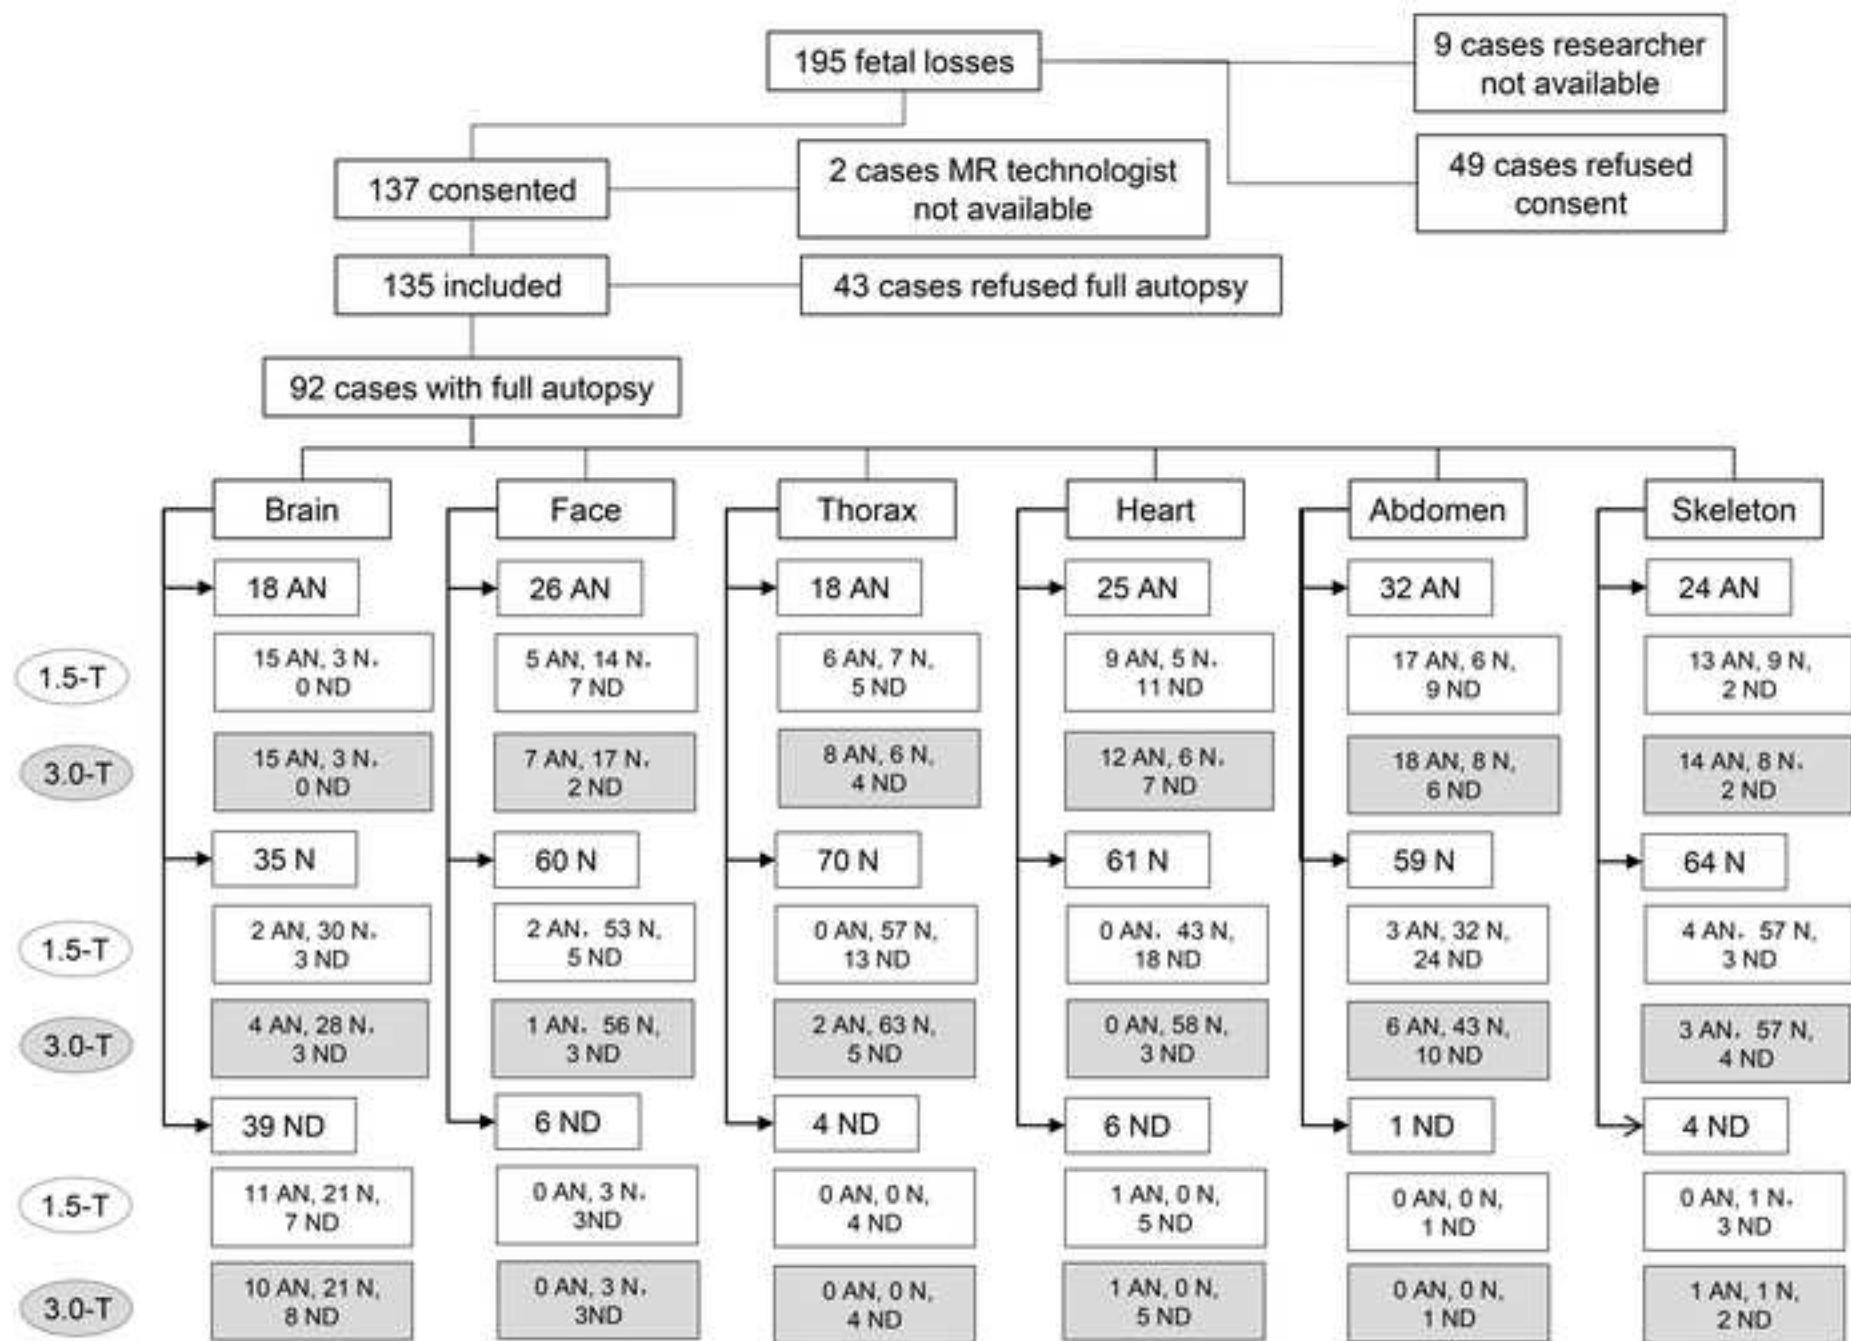 195 fetal losses
9 cases researcher
not available
137 consented
2 cases MR technologist
not available
49 cases refused
consent
135 included
43 cases refused full autopsy
92 cases with full autopsy
Brain
Face
Thorax
Heart
Abdomen
Skeleton
18 AN
26 AN
18 AN
25 AN
32 AN
24 AN
1.5-T
15 AN, 3 N,
0 ND
5 AN, 14 N,
7 ND
6 AN, 7 N,
5 ND
9 AN, 5 N,
11 ND
17 AN, 6 N,
9 ND
13 AN, 9 N,
2 ND
3.0-T
15 AN, 3 N,
0 ND
7 AN, 17 N,
2 ND
8 AN, 6 N,
4 ND
12 AN, 6 N,
7 ND
18 AN, 8 N,
6 ND
14 AN, 8 N,
2 ND
35 N
60 N
70 N
61 N
59 N
64 N
1.5-T
2 AN, 30 N,
3 ND
2 AN, 53 N,
5 ND
0 AN, 57 N,
13 ND
0 AN, 43 N,
18 ND
3 AN, 32 N,
24 ND
4 AN, 57 N,
3 ND
3.0-T
4 AN, 28 N,
3 ND
1 AN, 56 N,
3 ND
2 AN, 63 N,
5 ND
0 AN, 58 N,
3 ND
6 AN, 43 N,
10 ND
3 AN, 57 N,
4 ND
39 ND
6 ND
4 ND
6 ND
1 ND
4 ND
1.5-T
11 AN, 21 N,
7 ND
0 AN, 3 N,
3ND
0 AN, 0 N,
4 ND
1 AN, 0 N,
5 ND
0 AN, 0 N,
1 ND
0 AN, 1 N,
3 ND
3.0-T
10 AN, 21 N,
8 ND
0 AN, 3 N,
3ND
0 AN, 0 N,
4 ND
1 AN, 0 N,
5 ND
0 AN, 0 N,
1 ND
1 AN, 1 N,
2 ND